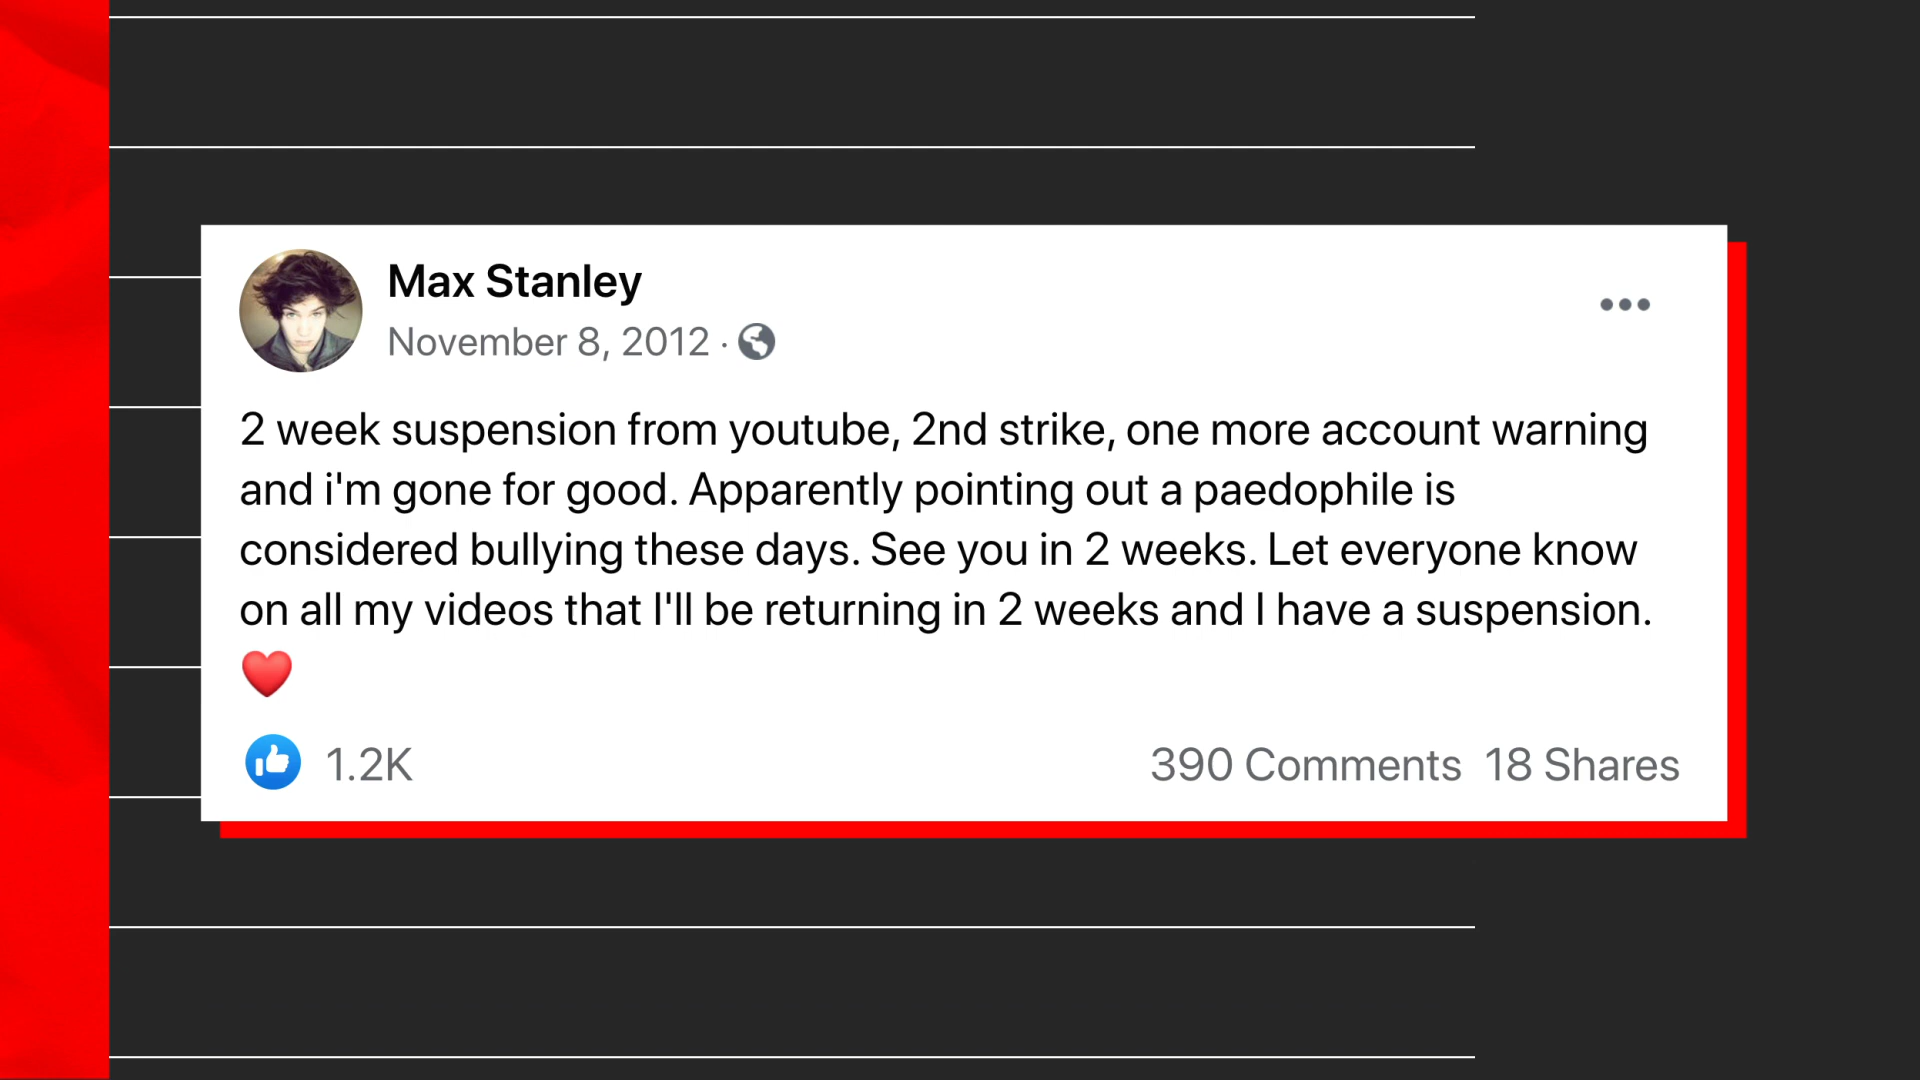 Max Stanley
November 8, 2012 ·
2 week suspension from youtube, 2nd strike, one more account warning
and i'm gone for good. Apparently pointing out a paedophile is
considered bullying these days. See you in 2 weeks. Let everyone know
on all my videos that I'll be returning in 2 weeks and I have a suspension.
❤️
1.2K 390 Comments 18 Shares